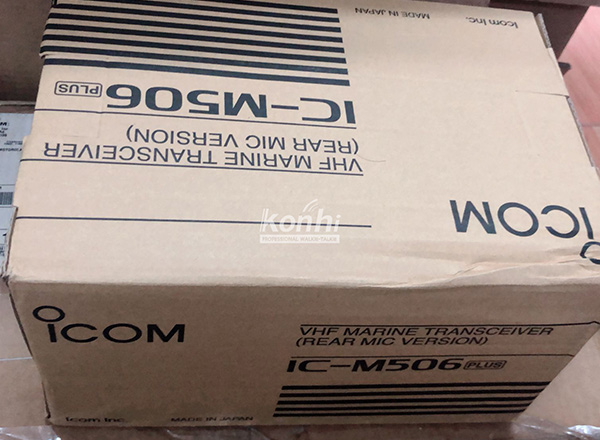 Icom Inc.
MADE IN JAPAN
IC-M506 PLUS
VHF MARINE TRANSCEIVER
(REAR MIC VERSION)
ICOM
Konhi
PROFESSIONAL WALKIE-TALKIE
ICOM
VHF MARINE TRANSCEIVER
(REAR MIC VERSION)
IC-M506 PLUS
Icom Inc.
MADE IN JAPAN